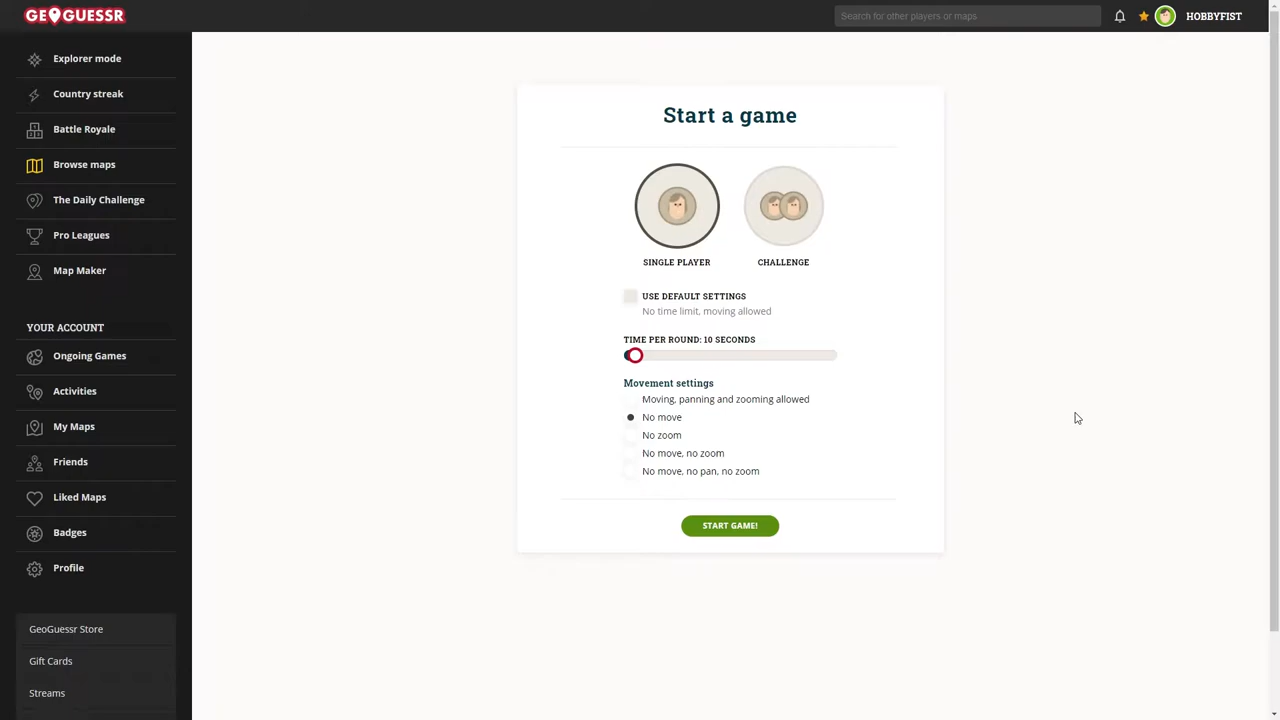 GEOGUESSR
Search for other players or maps
HOBBYFIST
Explorer mode
Country streak
Battle Royale
Browse maps
The Daily Challenge
Pro Leagues
Map Maker
YOUR ACCOUNT
Ongoing Games
Activities
My Maps
Friends
Liked Maps
Badges
Profile
GeoGuessr Store
Gift Cards
Streams
Start a game
SINGLE PLAYER
CHALLENGE
USE DEFAULT SETTINGS
No time limit, moving allowed
TIME PER ROUND: 10 SECONDS
Movement settings
Moving, panning and zooming allowed
No move
No zoom
No move, no zoom
No move, no pan, no zoom
START GAME!